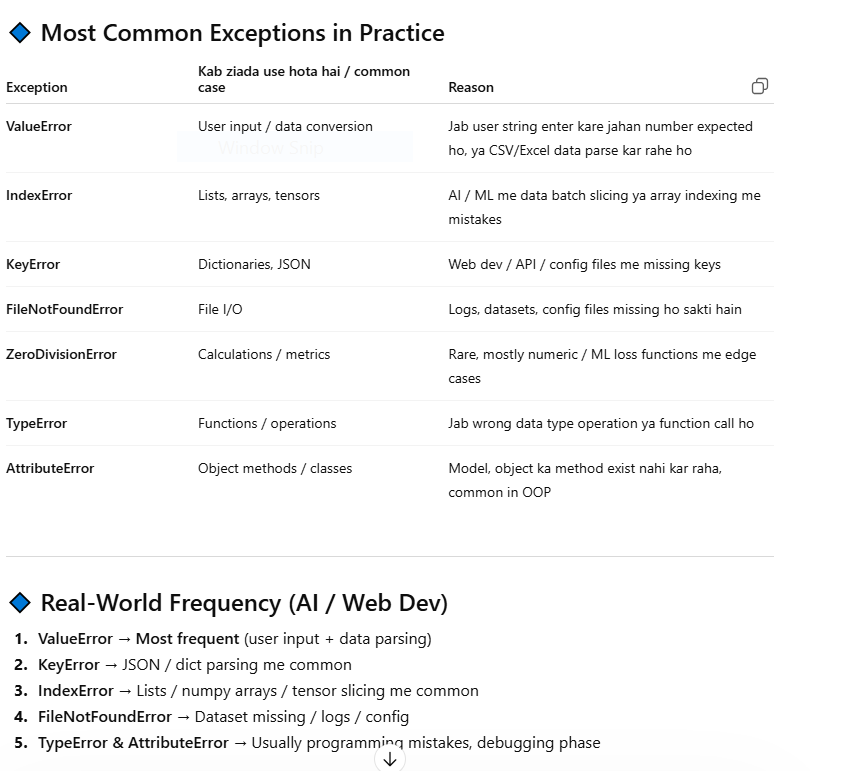 Most Common Exceptions in Practice
Kab ziada use hota hai / common
Exception case Reason
ValueError User input / data conversion Jab user string enter kare jahan number expected
ho, ya CSV/Excel data parse kar rahe ho
Window Snip
IndexError Lists, arrays, tensors AI / ML me data batch slicing ya array indexing me
mistakes
KeyError Dictionaries, JSON Web dev / API / config files me missing keys
FileNotFoundError File I/O Logs, datasets, config files missing ho sakti hain
ZeroDivisionError Calculations / metrics Rare, mostly numeric / ML loss functions me edge
cases
TypeError Functions / operations Jab wrong data type operation ya function call ho
AttributeError Object methods / classes Model, object ka method exist nahi kar raha,
common in OOP
Real-World Frequency (AI / Web Dev)
1. ValueError → Most frequent (user input + data parsing)
2. KeyError → JSON / dict parsing me common
3. IndexError → Lists / numpy arrays / tensor slicing me common
4. FileNotFoundError → Dataset missing / logs / config
5. TypeError & AttributeError → Usually programming mistakes, debugging phase